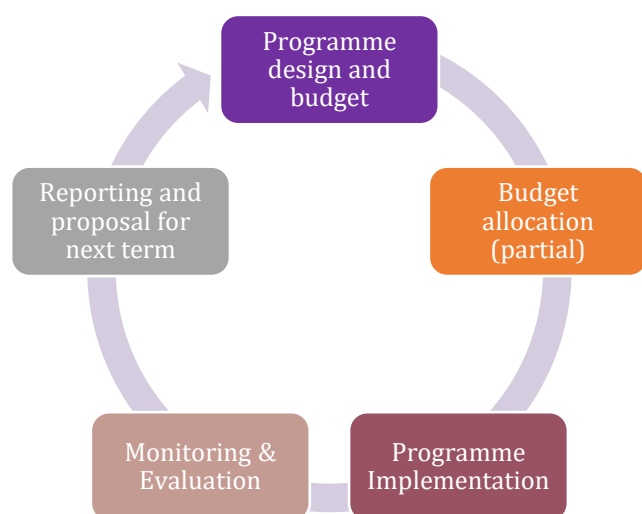 Programme
design and
budget
Budget
allocation
(partial)
Programme
Implementation
Monitoring &
Evaluation
Reporting and
proposal for
next term